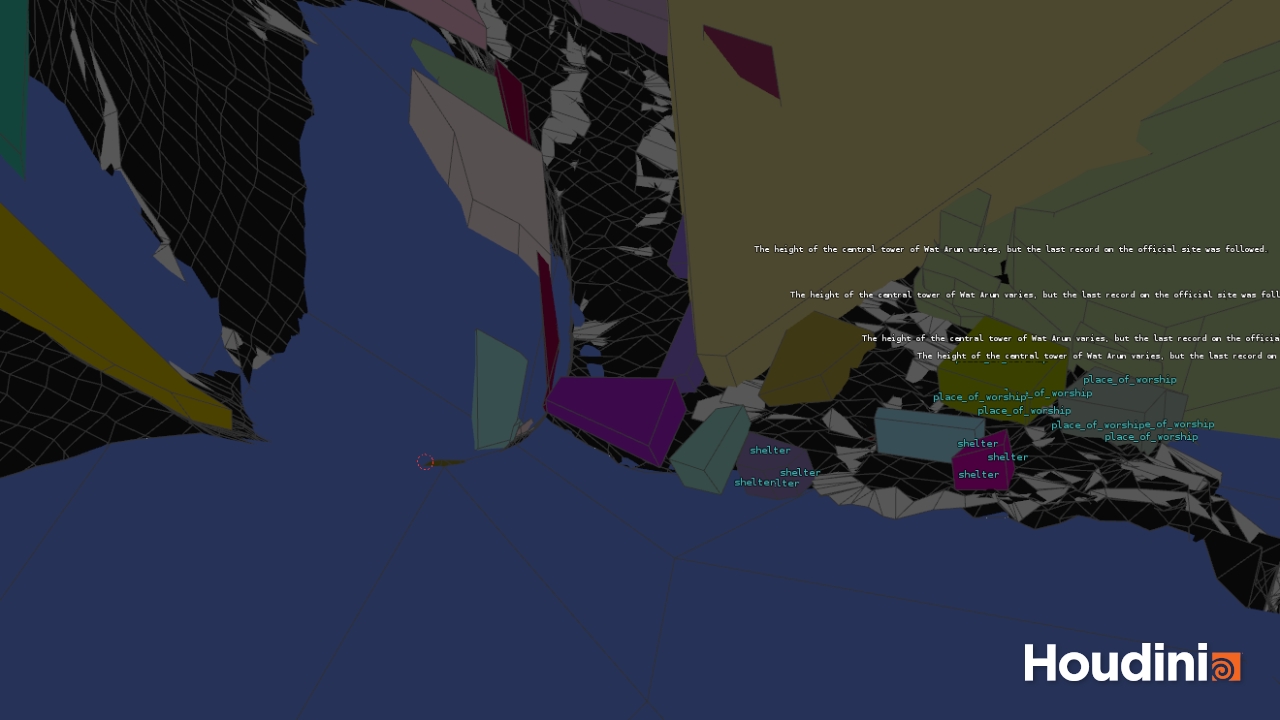 The height of the central tower of Wat Arun varies, but the last record on the official site was followed.
The height of the central tower of Wat Arun varies, but the last record on the official site was foll
The height of the central tower of Wat Arun varies, but the last record on the officia
The height of the central tower of Wat Arun varies, but the last record on
place_of_worship
place_of_worship
of_worship
place_of_worship
place_of_worship
e_of_worship
place_of_worship
shelter
shelter
shelter
shelter
shelter
shelter
lter
Houdini